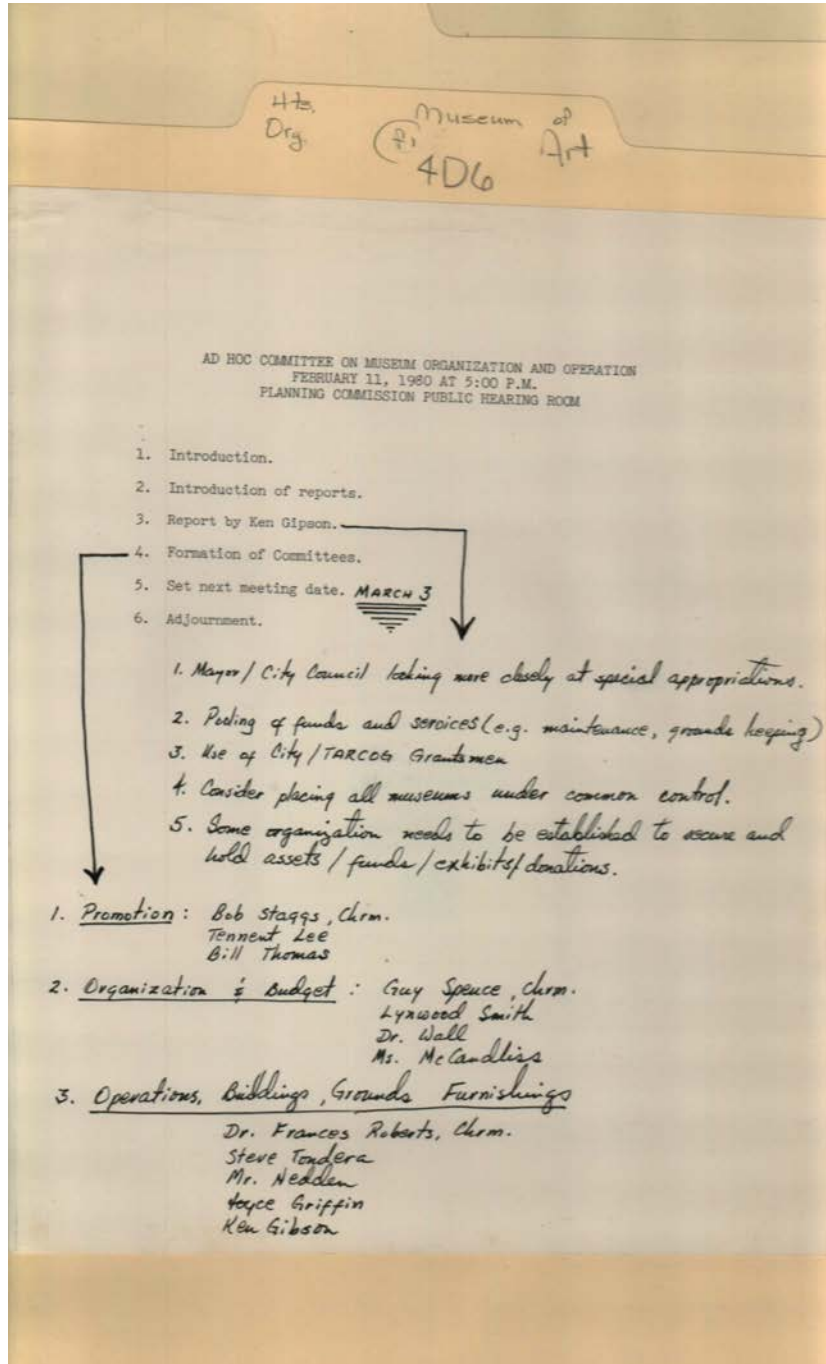 Hts. Museum of
Org. Art
4D6
AD HOC COMMITTEE ON MUSEUM ORGANIZATION AND OPERATION
FEBRUARY 11, 1980 AT 5:00 P.M.
PLANNING COMMISSION PUBLIC HEARING ROOM
1. Introduction.
2. Introduction of reports.
3. Report by Ken Gipson.
4. Formation of Committees.
5. Set next meeting date. MARCH 3
6. Adjournment.
1. Mayor / City Council looking more closely at special appropriations.
2. Pooling of funds and services (e.g. maintenance, grounds keeping)
3. Use of City / TARCOG Grantsmen
4. Consider placing all museums under common control.
5. Some organization needs to be established to secure and
hold assets / funds / exhibits / donations.
1. Promotion : Bob Staggs, Chrm.
Tennent Lee
Bill Thomas
2. Organization & Budget : Guy Spence, Chrm.
Lynwood Smith
Dr. Wall
Ms. McCandliss
3. Operations, Buildings, Grounds Furnishings
Dr. Frances Roberts, Chrm.
Steve Tondera
Mr. Nedden
Griffin
Ken Gibson